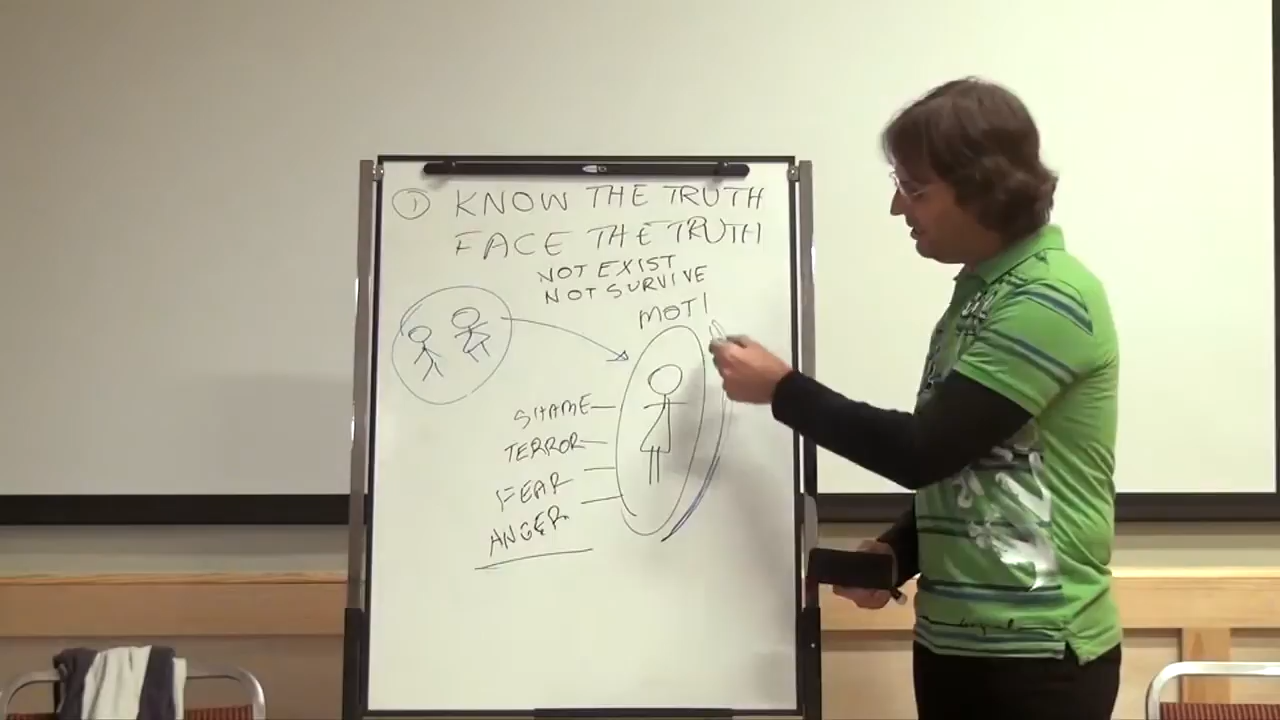 1 KNOW THE TRUTH
FACE THE TRUTH
NOT EXIST
NOT SURVIVE
MOTI
SHAME
TERROR
FEAR
ANGER